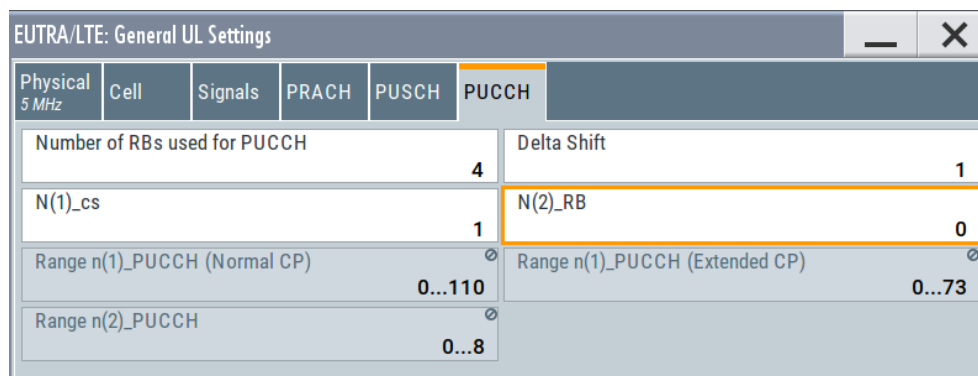 EUTRA/LTE: General UL Settings
Physical
5 MHz
Cell
Signals
PRACH
PUSCH
PUCCH
Number of RBs used for PUCCH
4
Delta Shift
1
N(1)_cs
1
N(2)_RB
0
Range n(1)_PUCCH (Normal CP)
0...110
Range n(1)_PUCCH (Extended CP)
0...73
Range n(2)_PUCCH
0...8